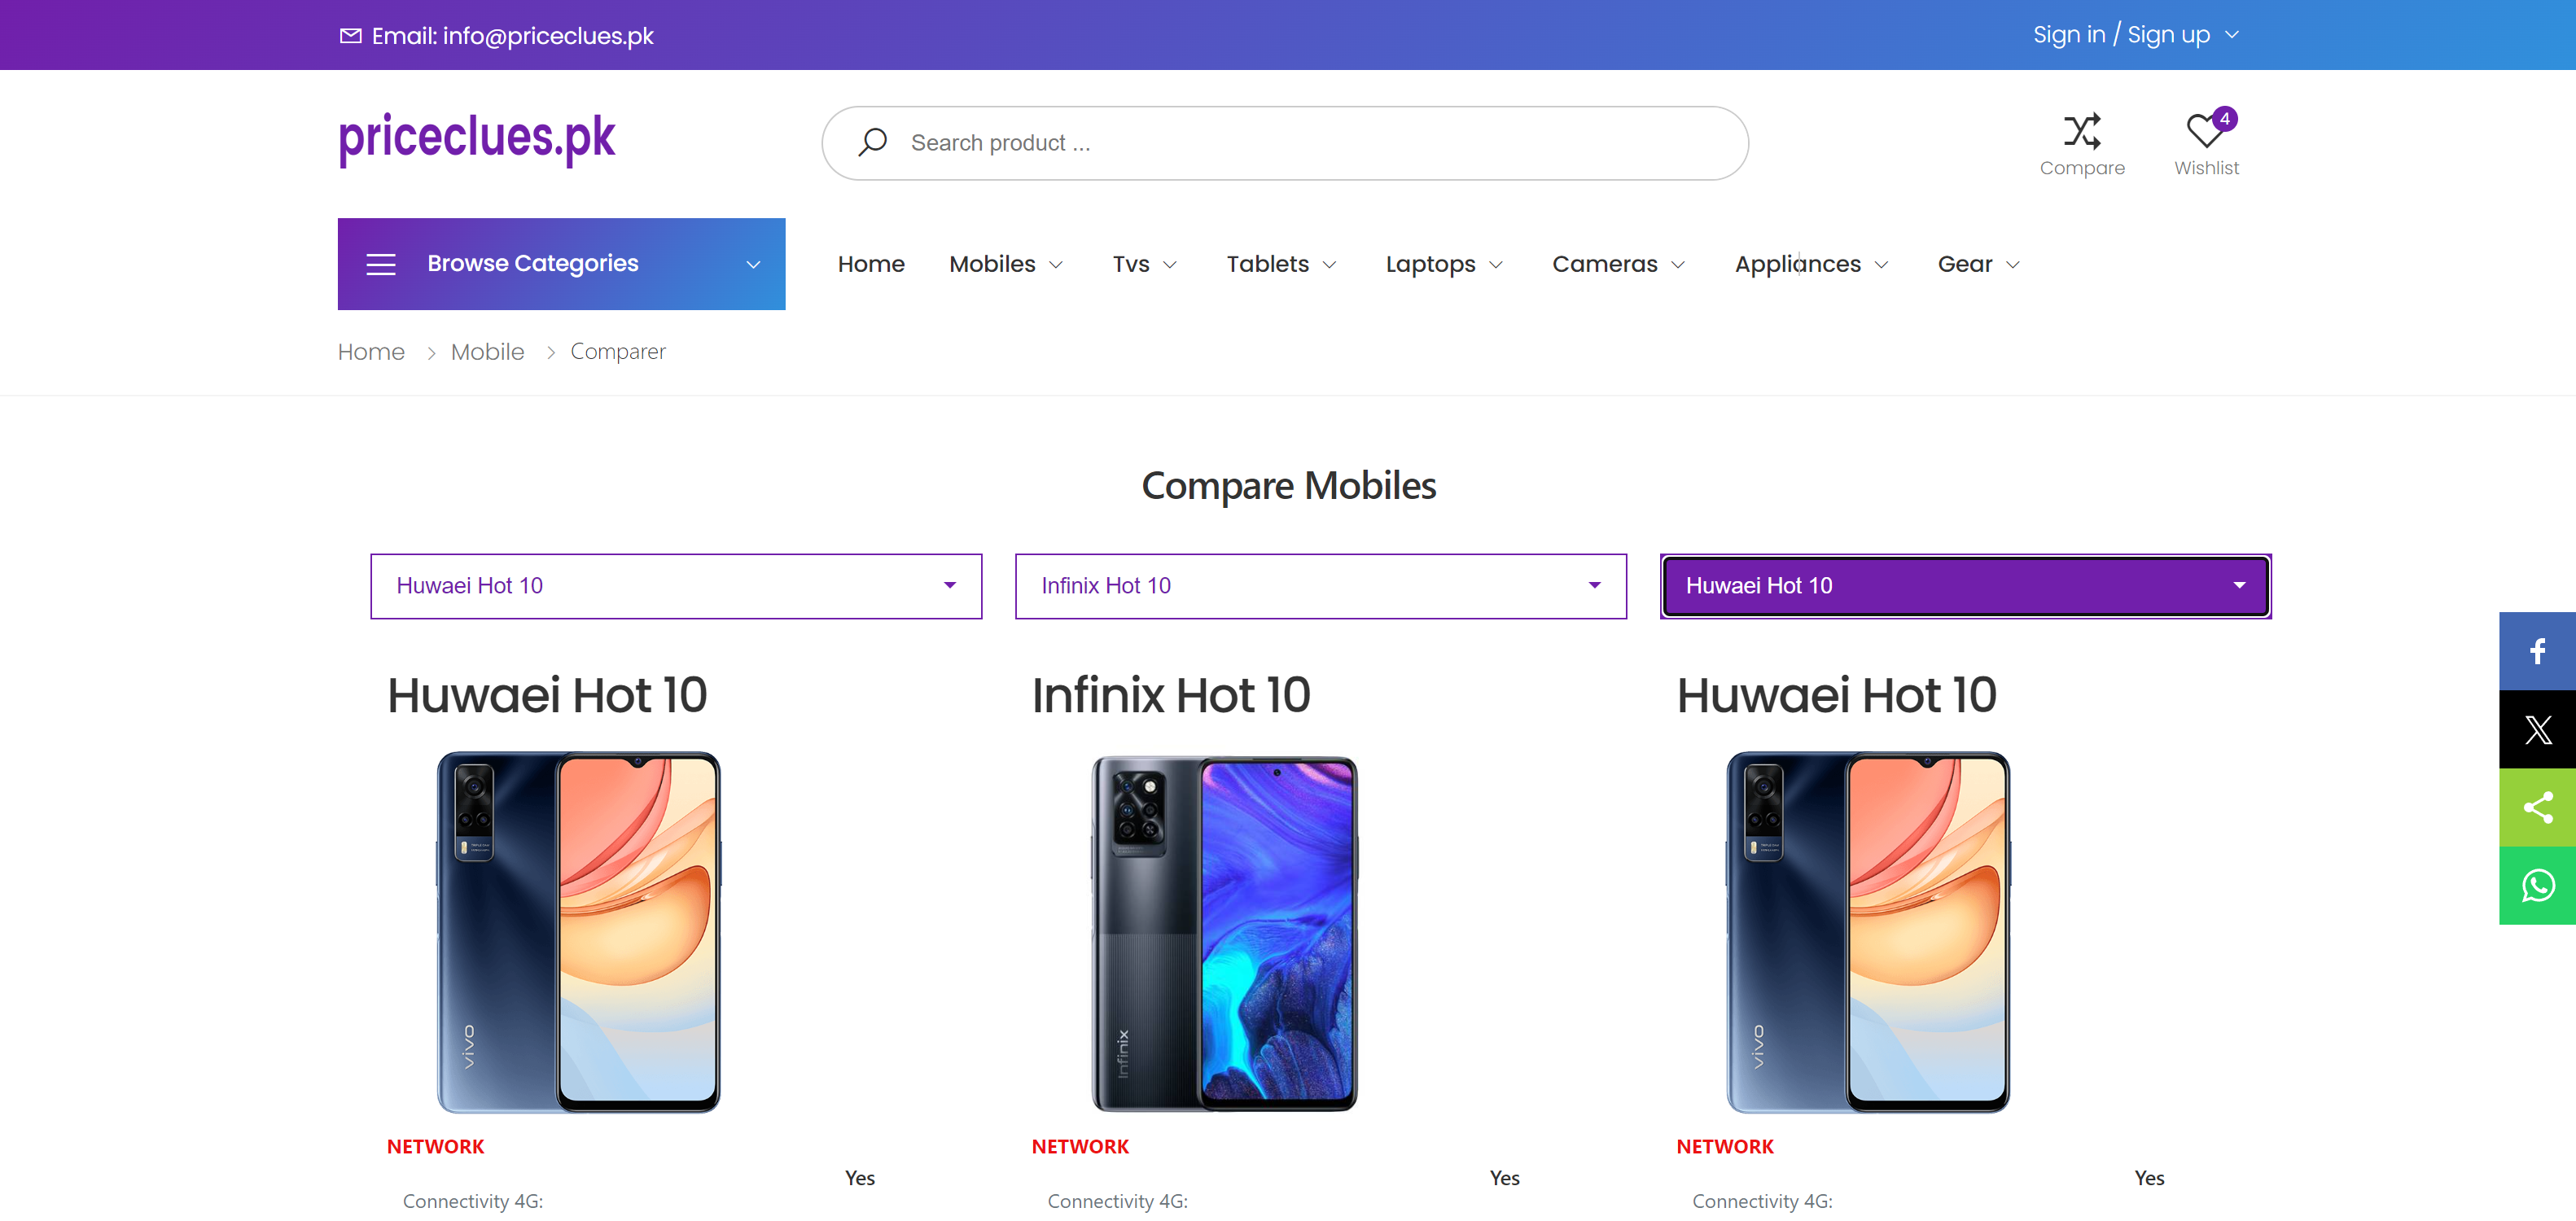 Email: info@priceclues.pk
Sign in / Sign up
priceclues.pk
Search product ...
Compare
4
Wishlist
Browse Categories
Home
Mobiles
Tvs
Tablets
Laptops
Cameras
Appliances
Gear
Home > Mobile > Comparer
Compare Mobiles
Huwaei Hot 10
Infinix Hot 10
Huwaei Hot 10
Huwaei Hot 10
Infinix Hot 10
Huwaei Hot 10
vivo
Infinix
vivo
NETWORK
NETWORK
NETWORK
Yes
Yes
Yes
Connectivity 4G:
Connectivity 4G:
Connectivity 4G: